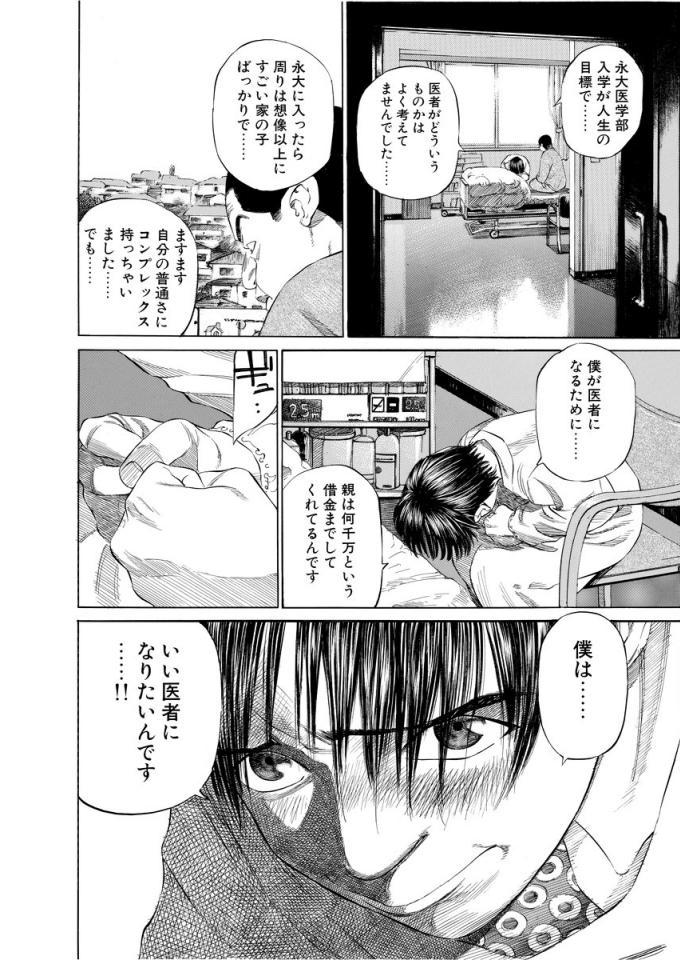 永大医学部
入学が人生の
目標で……
医者がどういう
ものかは
よく考えて
ませんでした……
永大に入ったら
周りは想像以上に
すごい家の子
ばっかりで……
ますます
自分の普通さに
コンプレックス
持っちゃい
ました……
でも……
僕が医者に
なるために……
親は何千万という
借金までして
くれてるんです
ギュ…
僕は……
いい医者に
なりたいんです
……!!